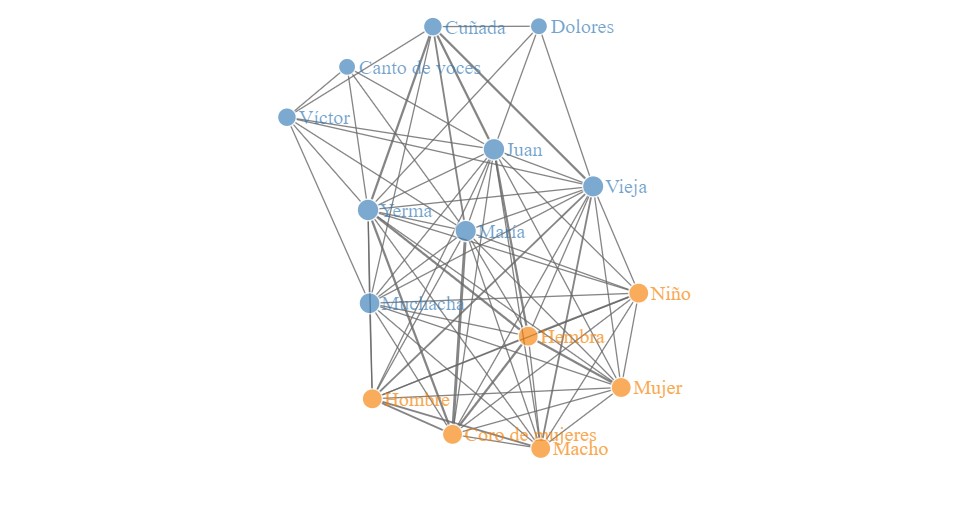 Cuñada
Dolores
Canto de voces
Víctor
Juan
Vieja
Yerma
María
Niño
Muchacha
Hembra
Mujer
Hombre
Coro de mujeres
Macho